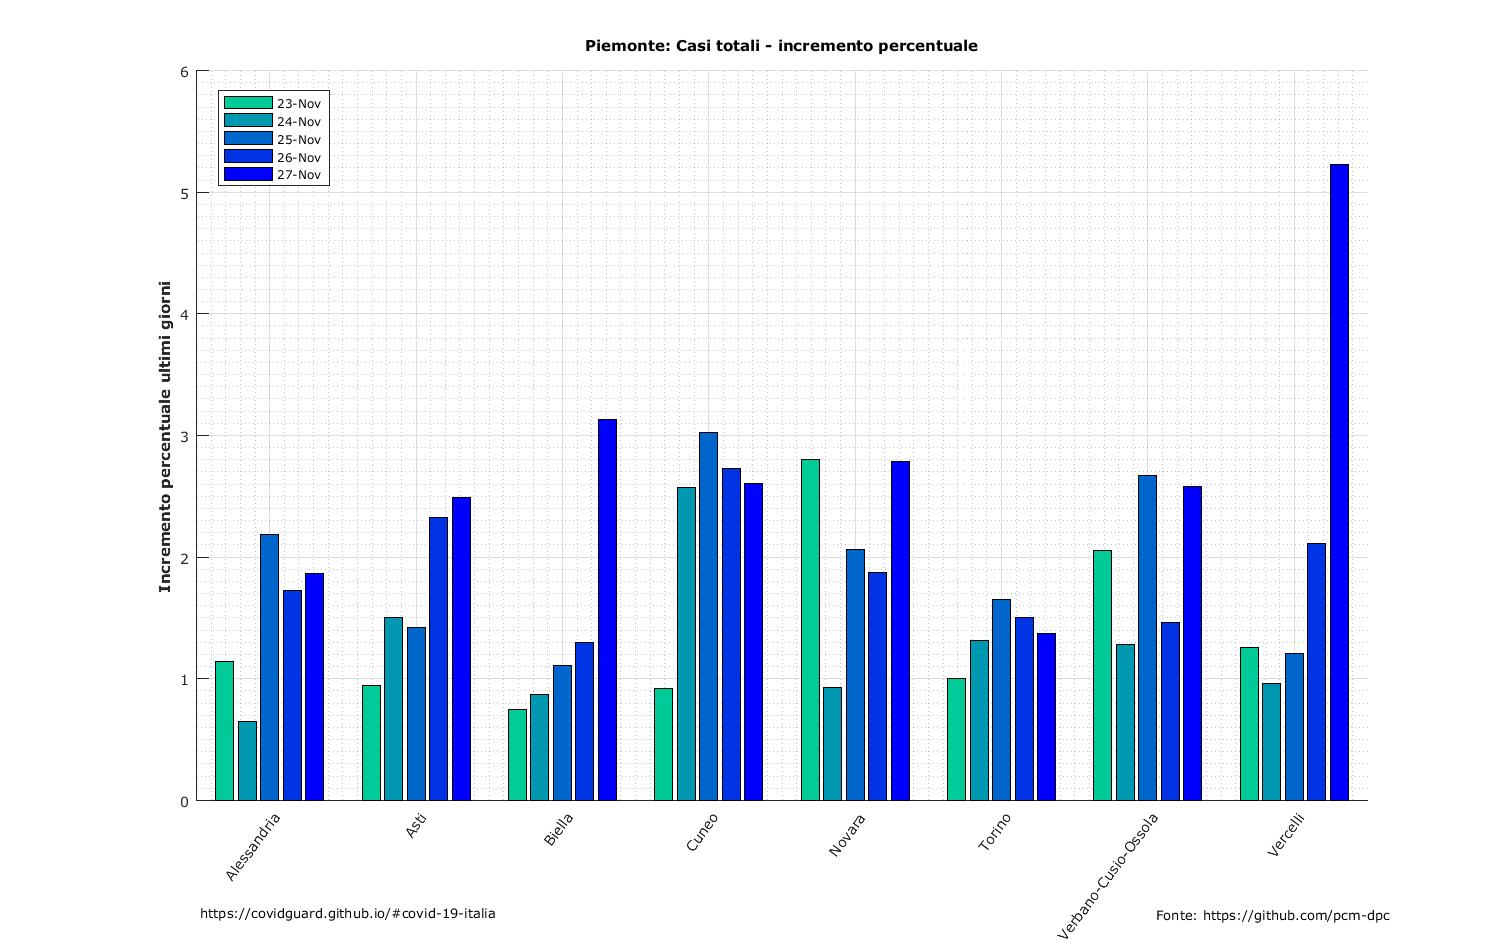 Piemonte: Casi totali - incremento percentuale
6
5
4
3
2
1
0
Incremento percentuale ultimi giorni
23-Nov
24-Nov
25-Nov
26-Nov
27-Nov
Alessandria
Asti
Biella
Cuneo
Novara
Torino
Verbano-Cusio-Ossola
Vercelli
https://covidguard.github.io/#covid-19-italia
Fonte: https://github.com/pcm-dpc